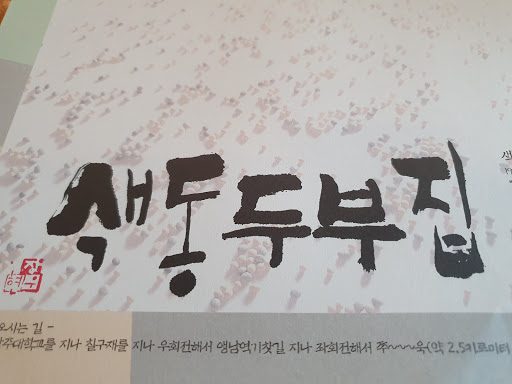 색동두부집
오시는 길 -
주대학교를 지나 칠구재를 지나 우회전해서 앵남역기찻길 지나 좌회전해서 쭈~~~욱(약 2.5키로미터